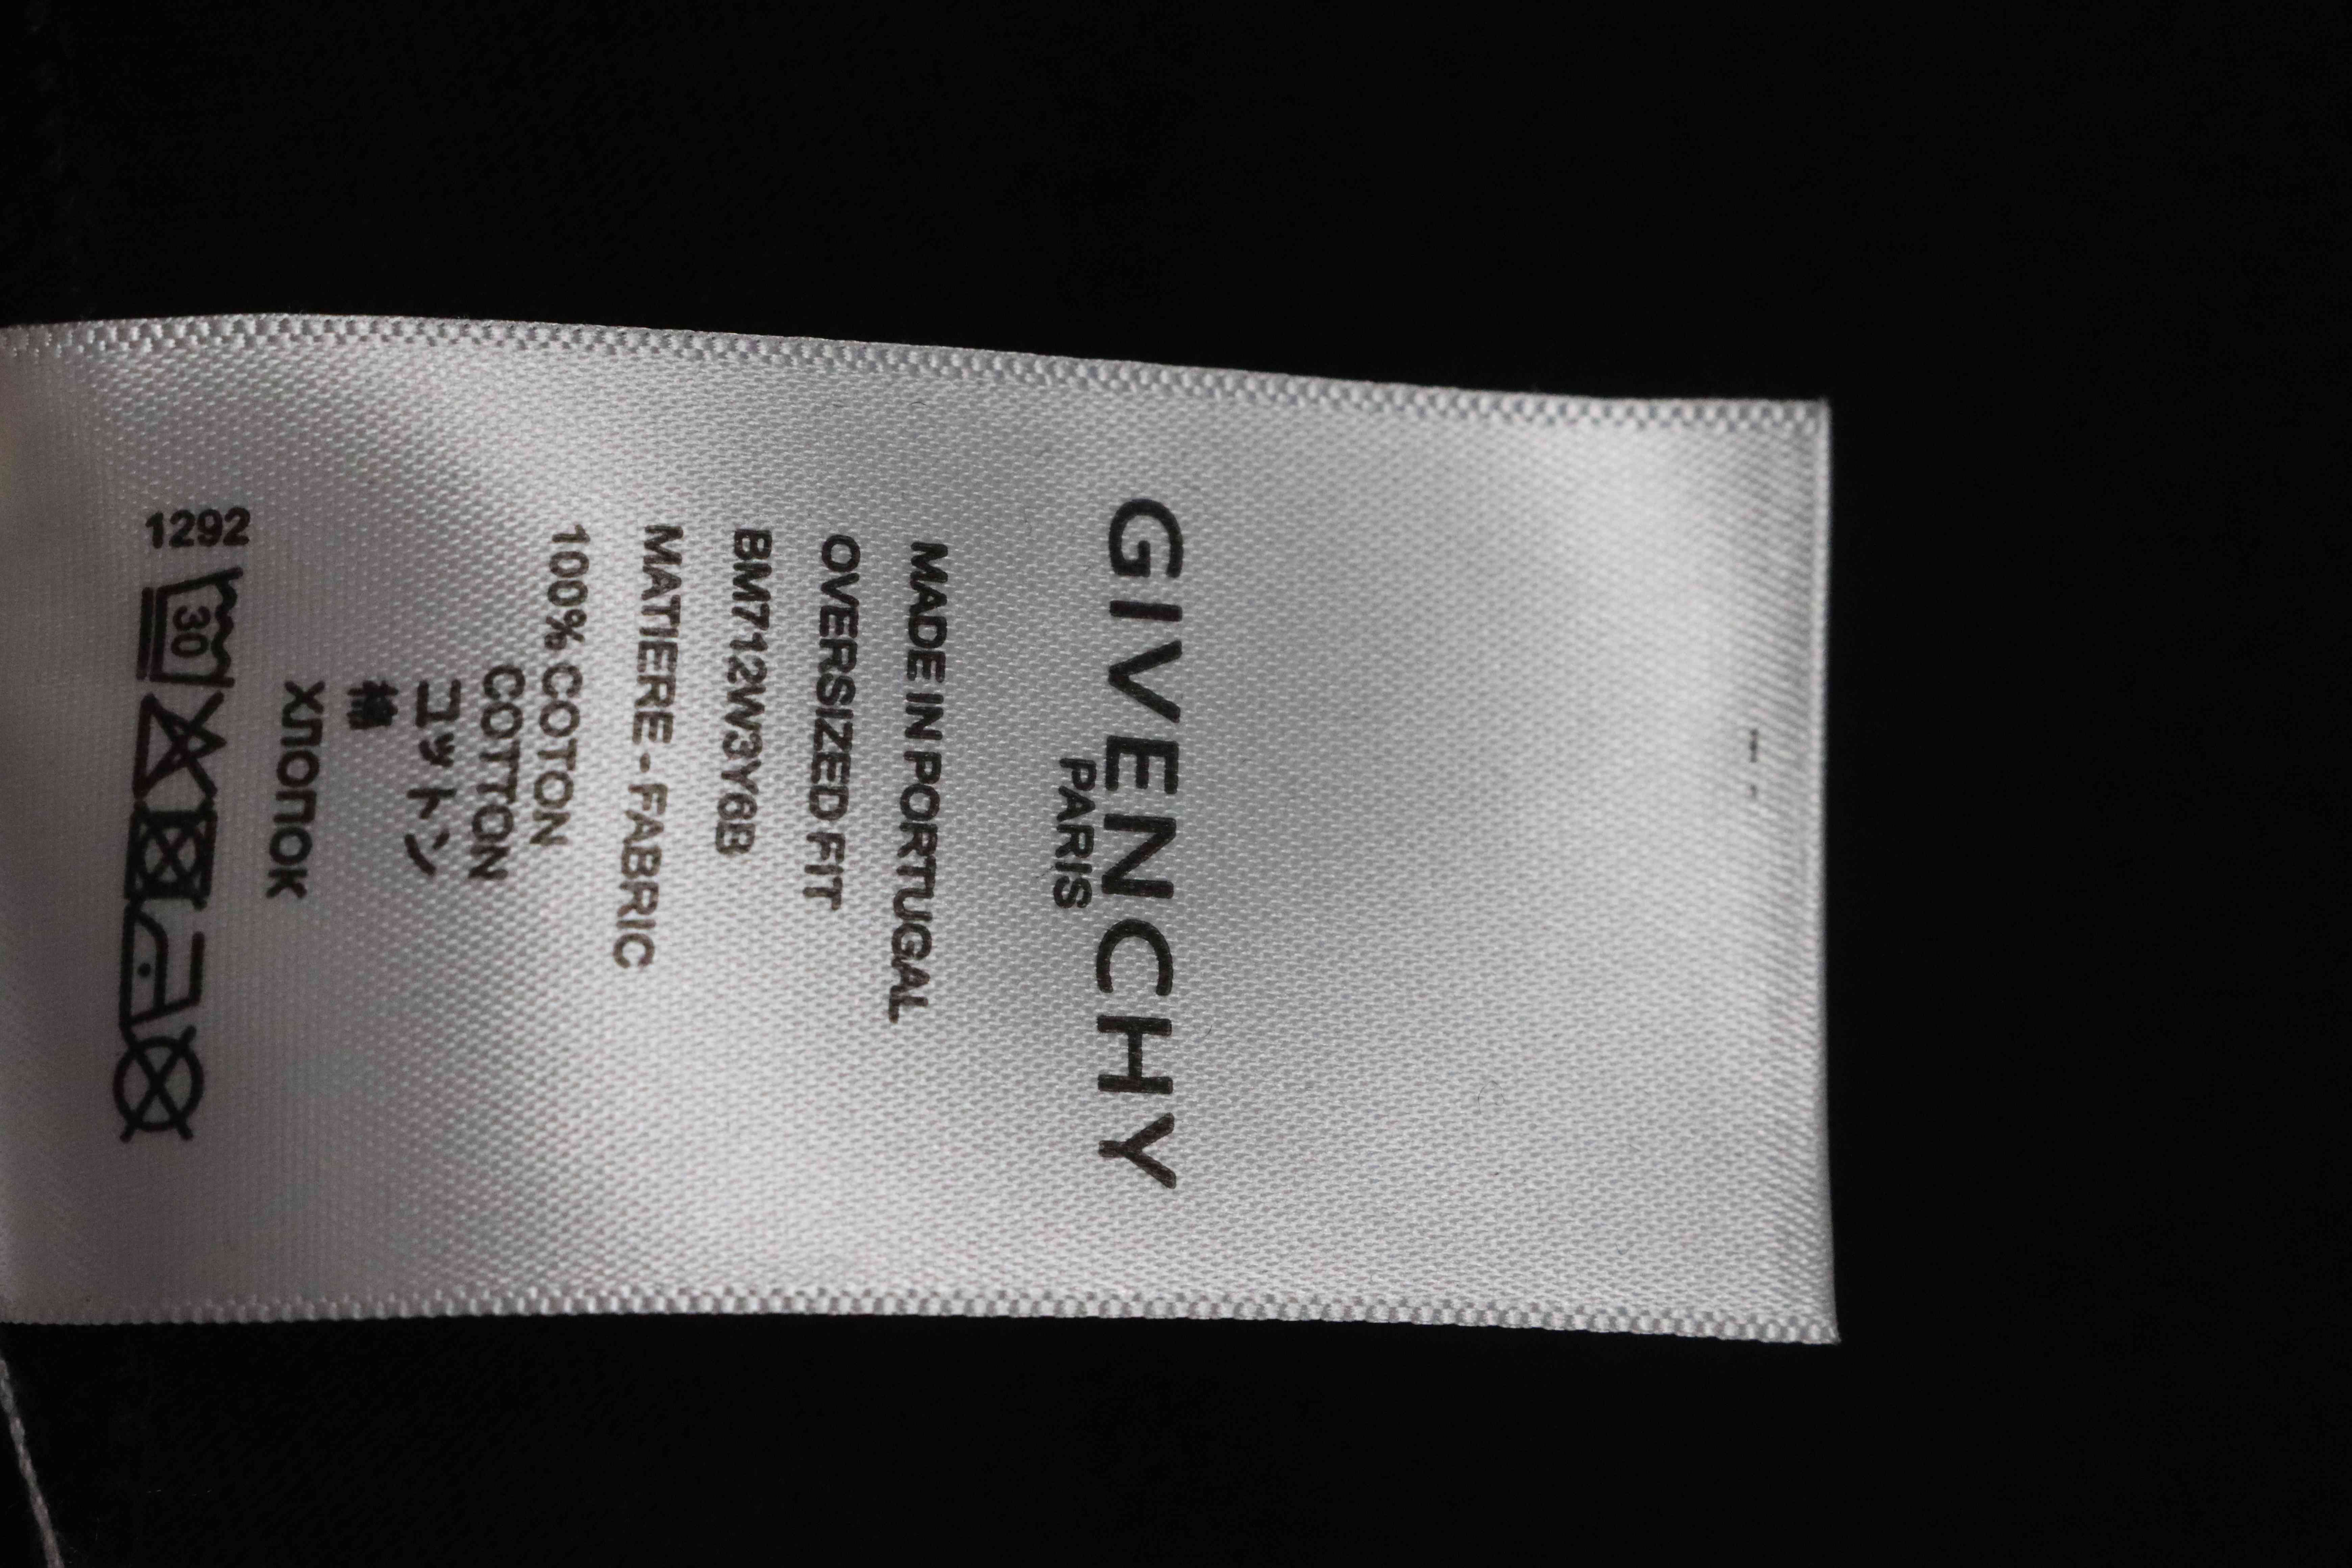 GIVENCHY
PARIS
MADE IN PORTUGAL
OVERSIZED FIT
BM712W3Y6B
MATIERE - FABRIC
100% COTON
COTTON
コットン
棉
ХЛОПОК
1292
30